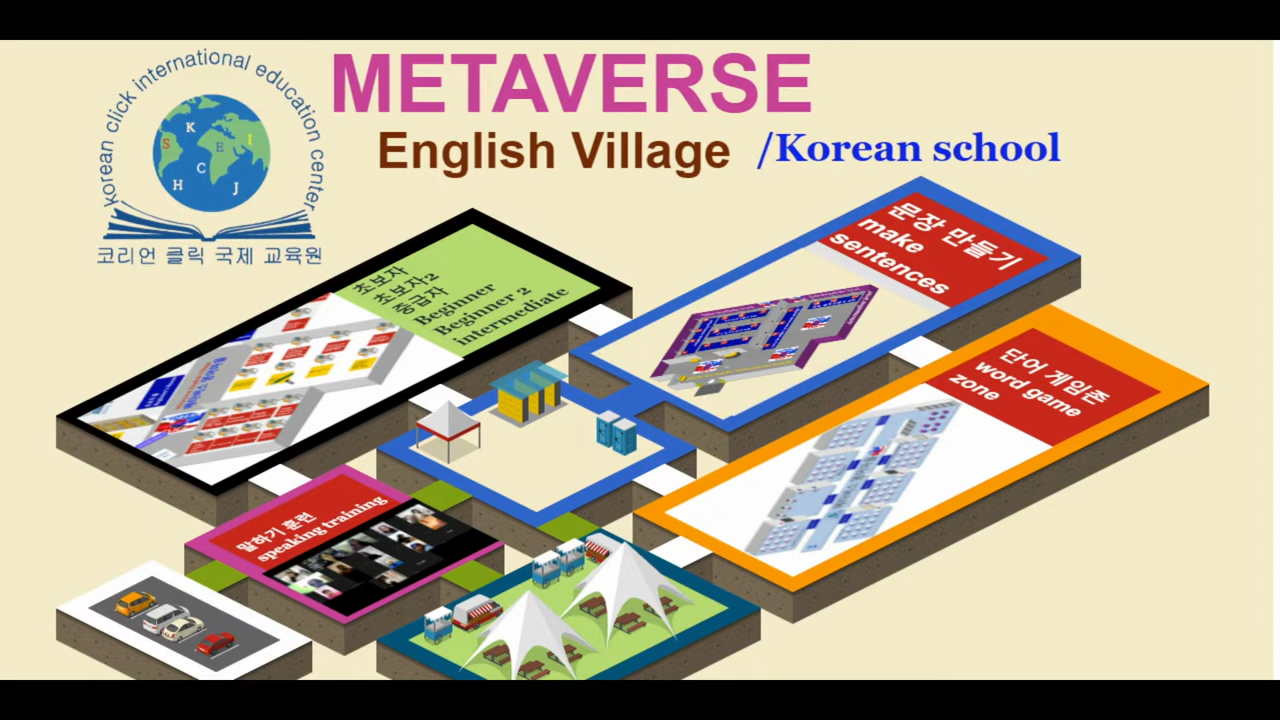 korean click international education center
K
S
E
I
C
H
J
코리언 클릭 국제 교육원
METAVERSE
English Village /Korean school
초보자
초보자2
중급자
Beginner
Beginner 2
intermediate
문장 만들기
make
sentences
단어 게임존
word game
zone
말하기 훈련
speaking training